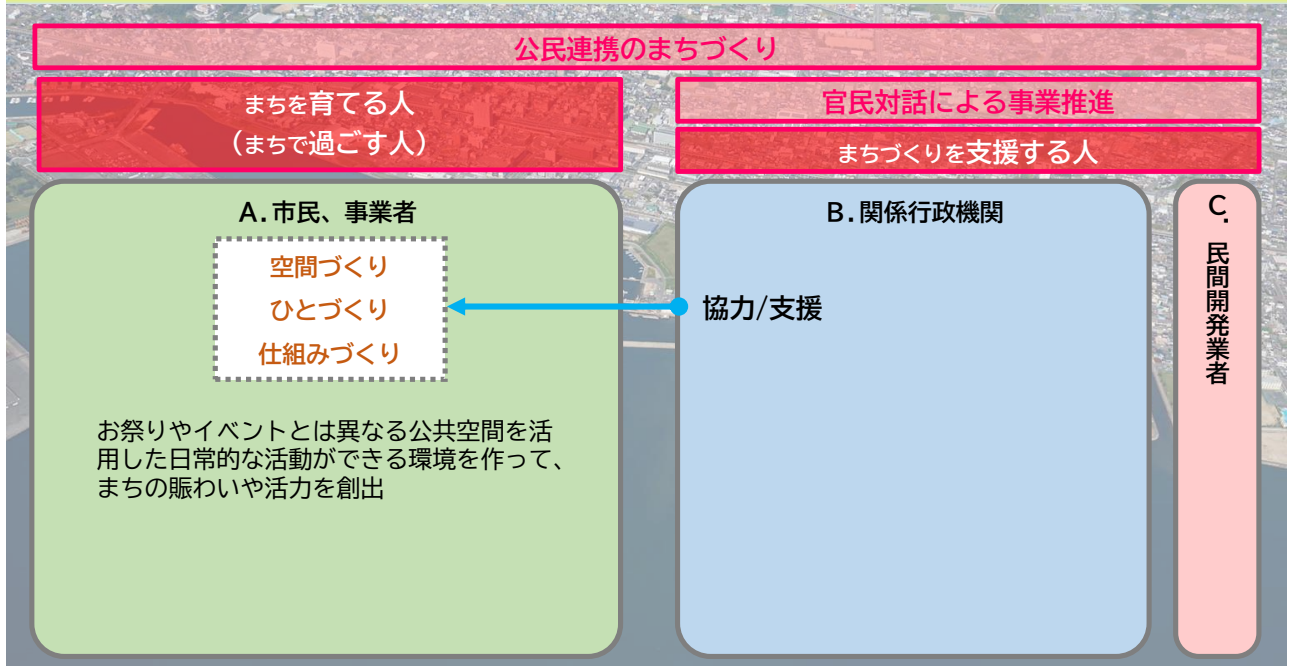 公民連携のまちづくり
まちを育てる人
（まちで過ごす人）
官民対話による事業推進
まちづくりを支援する人
A.市民、事業者
空間づくり
ひとづくり
仕組みづくり
お祭りやイベントとは異なる公共空間を活
用した日常的な活動ができる環境を作って、
まちの賑わいや活力を創出
B.関係行政機関
協力/支援
C.民間開発業者